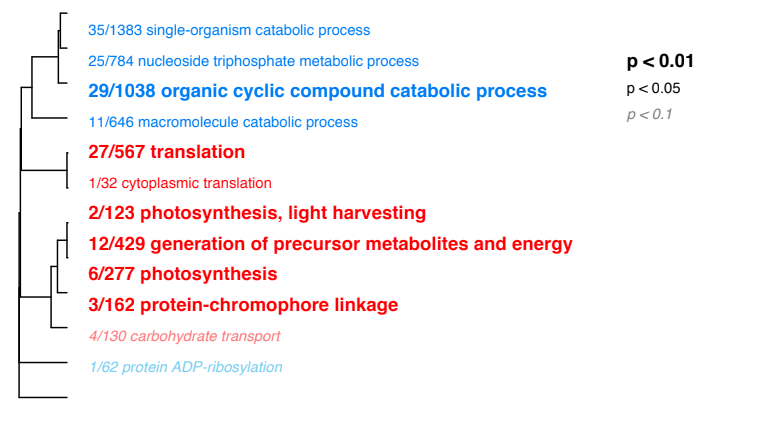 35/1383 single-organism catabolic process
25/784 nucleoside triphosphate metabolic process
29/1038 organic cyclic compound catabolic process
11/646 macromolecule catabolic process
27/567 translation
1/32 cytoplasmic translation
2/123 photosynthesis, light harvesting
12/429 generation of precursor metabolites and energy
6/277 photosynthesis
3/162 protein-chromophore linkage
4/130 carbohydrate transport
1/62 protein ADP-ribosylation
p < 0.01
p < 0.05
p < 0.1